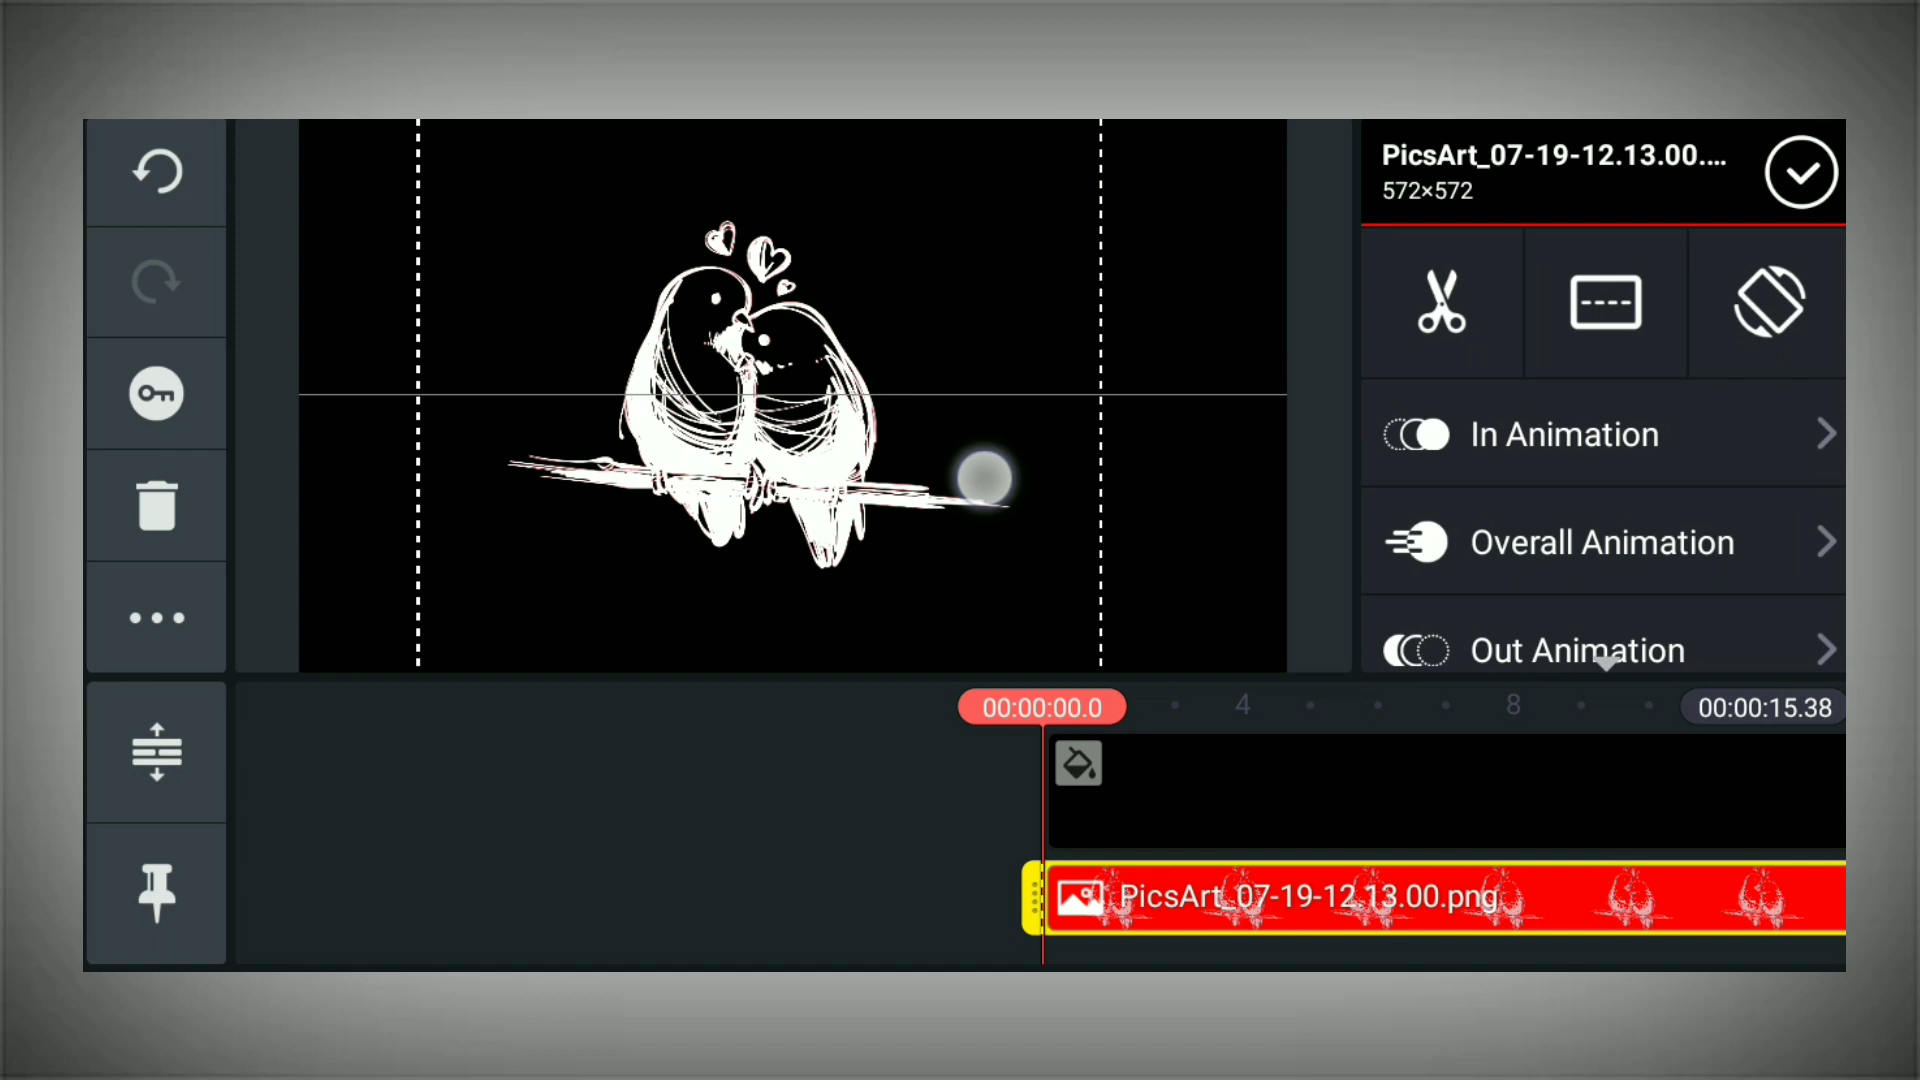 PicsArt_07-19-12.13.00....
572×572
In Animation
Overall Animation
Out Animation
00:00:00.0
4
8
00:00:15.38
PicsArt_07-19-12.13.00.png